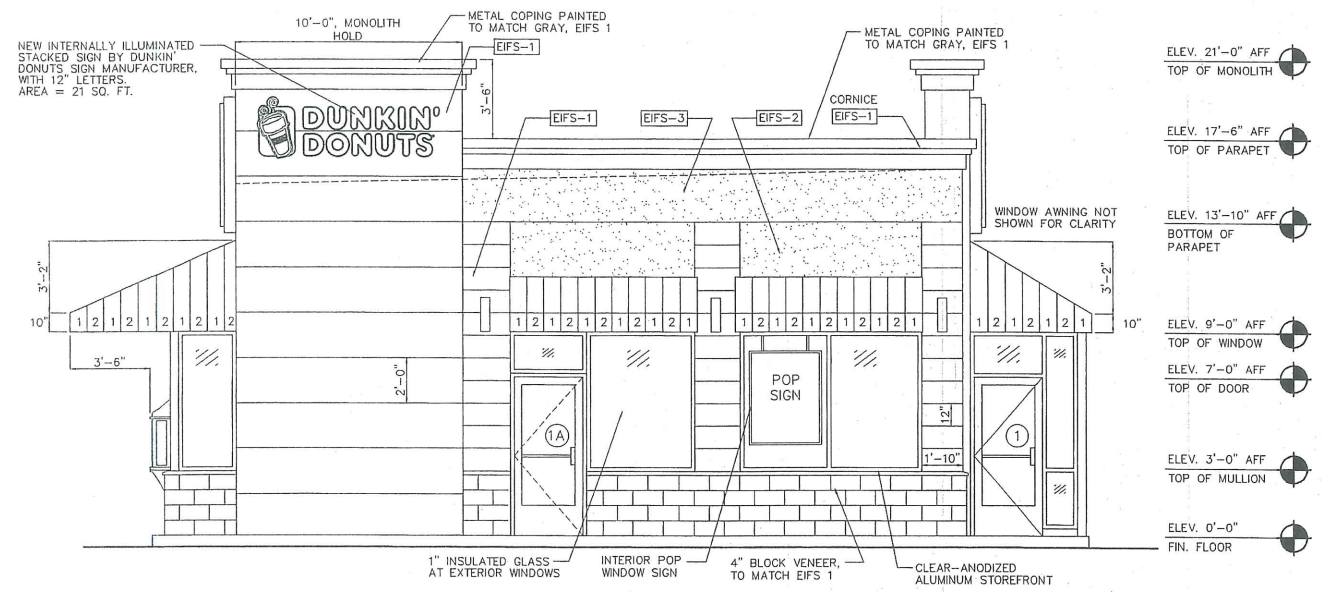 10'-0", MONOLITH
HOLD
METAL COPING PAINTED
TO MATCH GRAY, EIFS 1
EIFS-1
NEW INTERNALLY ILLUMINATED
STACKED SIGN BY DUNKIN'
DONUTS SIGN MANUFACTURER,
WITH 12" LETTERS.
AREA = 21 SQ. FT.
METAL COPING PAINTED
TO MATCH GRAY, EIFS 1
ELEV. 21'-0" AFF
TOP OF MONOLITH
3'-6"
DUNKIN'
DONUTS
EIFS-1
EIFS-3
EIFS-2
CORNICE
EIFS-1
ELEV. 17'-6" AFF
TOP OF PARAPET
WINDOW AWNING NOT
SHOWN FOR CLARITY
ELEV. 13'-10" AFF
BOTTOM OF
PARAPET
3'-2"
3'-2"
10"
1 2 1 2 1 2 1 2 1 2
1 2 1 2 1 2 1 2 1 2 1
1 2 1 2 1 2 1 2 1 2 1
1 2 1 2 1 2 1
10"
ELEV. 9'-0" AFF
TOP OF WINDOW
3'-6"
2'-0"
POP
SIGN
ELEV. 7'-0" AFF
TOP OF DOOR
1A
12"
1
1'-10"
ELEV. 3'-0" AFF
TOP OF MULLION
ELEV. 0'-0"
FIN. FLOOR
1" INSULATED GLASS
AT EXTERIOR WINDOWS
INTERIOR POP
WINDOW SIGN
4" BLOCK VENEER,
TO MATCH EIFS 1
CLEAR-ANODIZED
ALUMINUM STOREFRONT